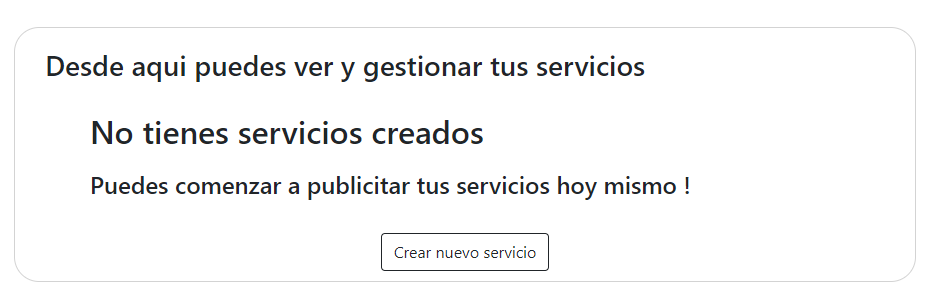 Desde aqui puedes ver y gestionar tus servicios
No tienes servicios creados
Puedes comenzar a publicitar tus servicios hoy mismo !
Crear nuevo servicio